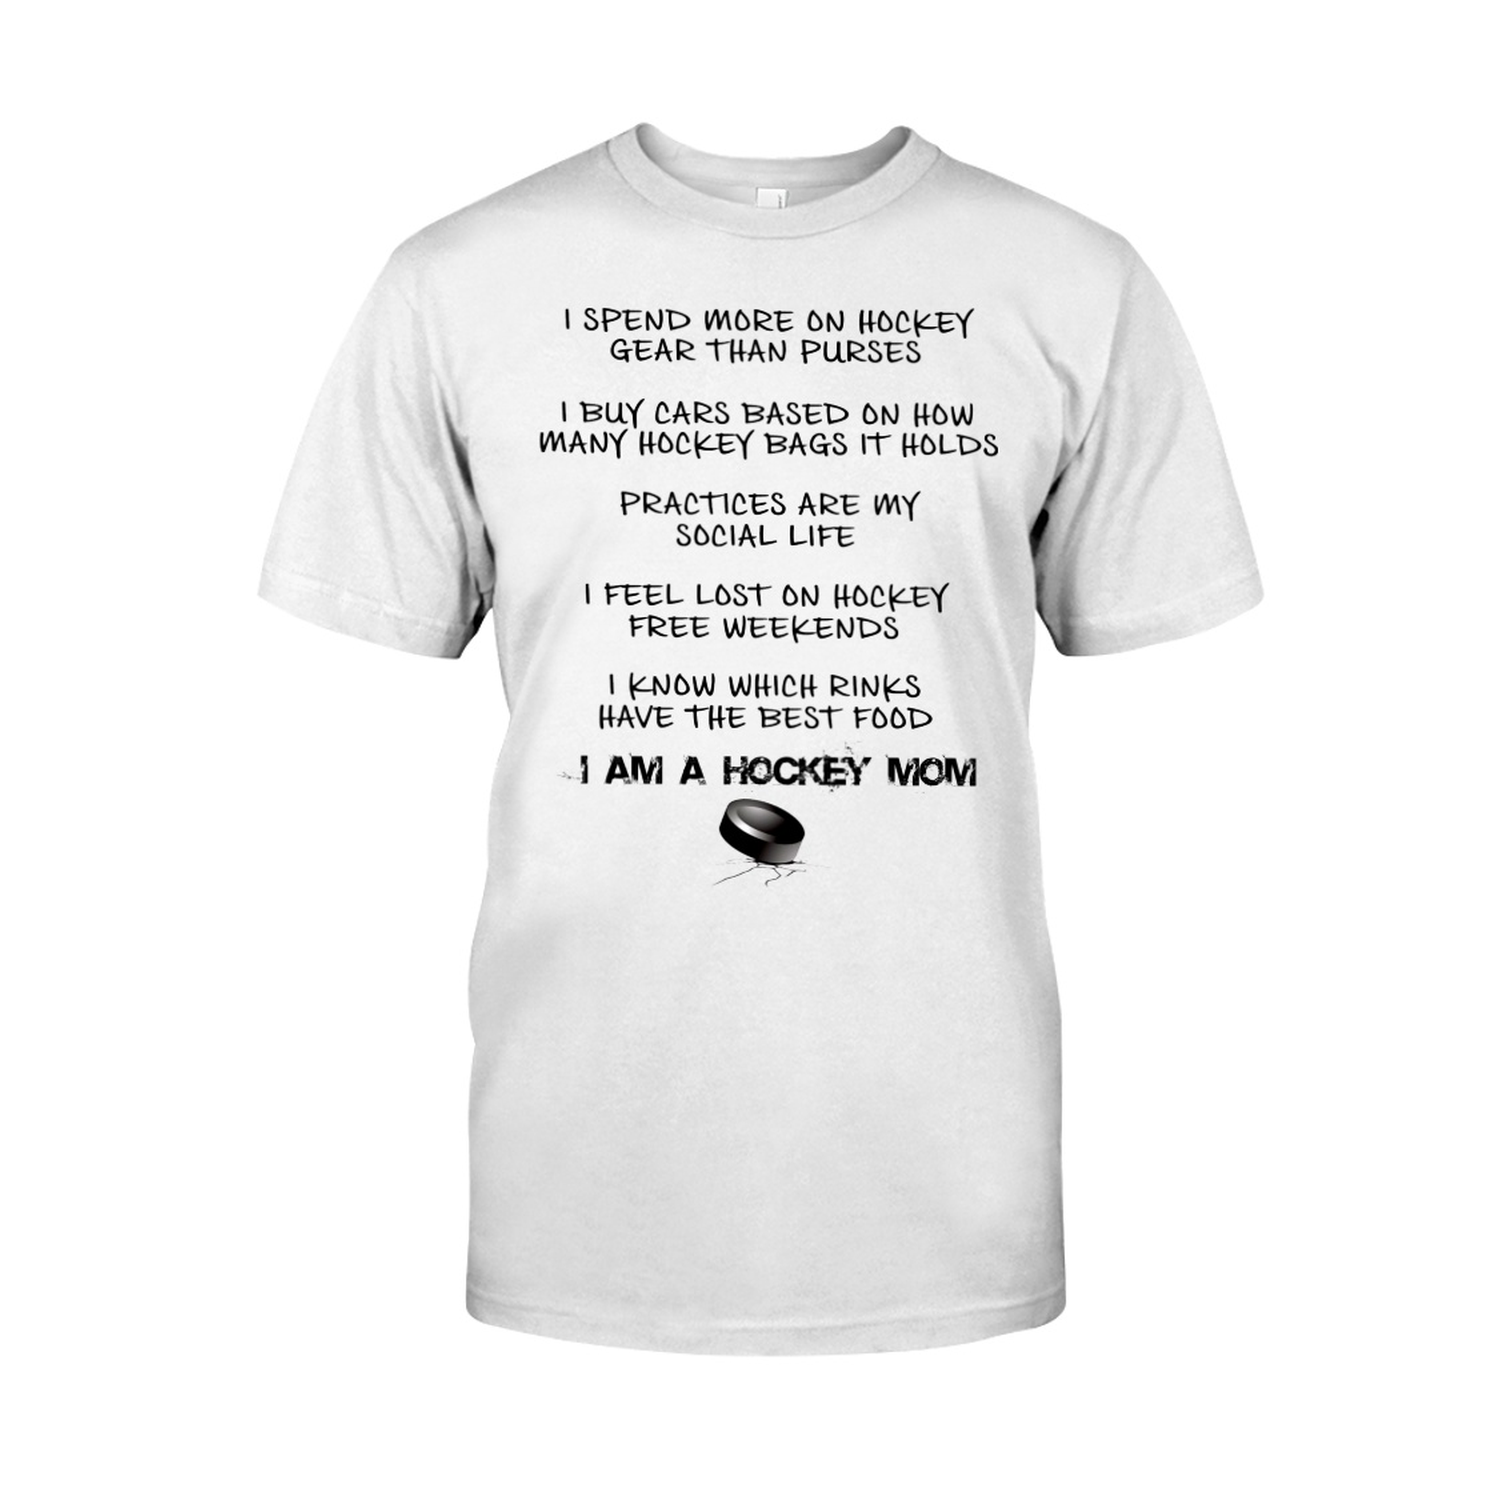 I SPEND MORE ON HOCKEY
GEAR THAN PURSES
I BUY CARS BASED ON HOW
MANY HOCKEY BAGS IT HOLDS
PRACTICES ARE MY
SOCIAL LIFE
I FEEL LOST ON HOCKEY
FREE WEEKENDS
I KNOW WHICH RINKS
HAVE THE BEST FOOD
I AM A HOCKEY MOM